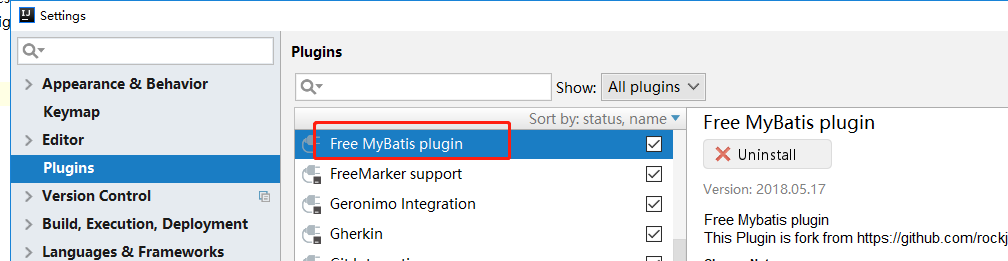 IJ Settings
Plugins
Show: All plugins
Appearance & Behavior
Keymap
Editor
Plugins
Version Control
Build, Execution, Deployment
Languages & Frameworks
Sort by: status, name
Free MyBatis plugin
FreeMarker support
Geronimo Integration
Gherkin
Free MyBatis plugin
Uninstall
Version: 2018.05.17
Free Mybatis plugin
This Plugin is fork from https://github.com/rockj